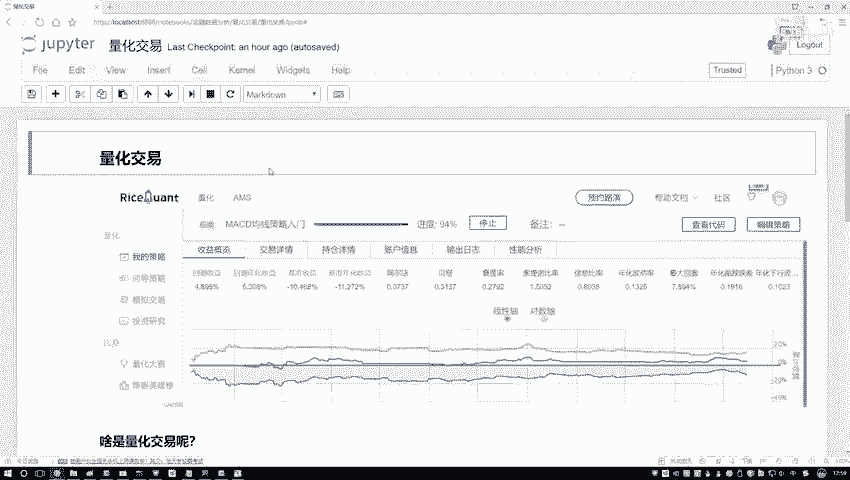 量化交易
http://localhost:8888/notebooks/金融数据分析/量化交易/量化交易.ipynb#
jupyter 量化交易 Last Checkpoint: an hour ago (autosaved)
Logout
File Edit View Insert Cell Kernel Widgets Help
Trusted Python 3
Markdown
量化交易
RiceQuant 量化 AMS 预约路演 帮助文档 社区
MACD均线策略入门 进度: 94% 停止 备注: — 查看代码 编辑策略
量化
收益概览 交易详情 持仓详情 账户信息 输出日志 性能分析
我的策略
回测收益 回测年化收益 基准收益 基准年化收益 阿尔法 贝塔 夏普率 索提诺比率 信息比率 年化波动率 最大回撤 年化跟踪误差 年化下行波...
4.898% 5.308% -10.468% -11.272% 0.0737 0.3137 0.2792 1.5052 0.8038 0.1325 7.894% 0.1916 0.1023
问导策略
模拟交易
线性轴 对数轴
投资研究
比赛
量化大赛
策略英雄榜
20%
0%
-20%
-40%
啥是量化交易呢?
17:59